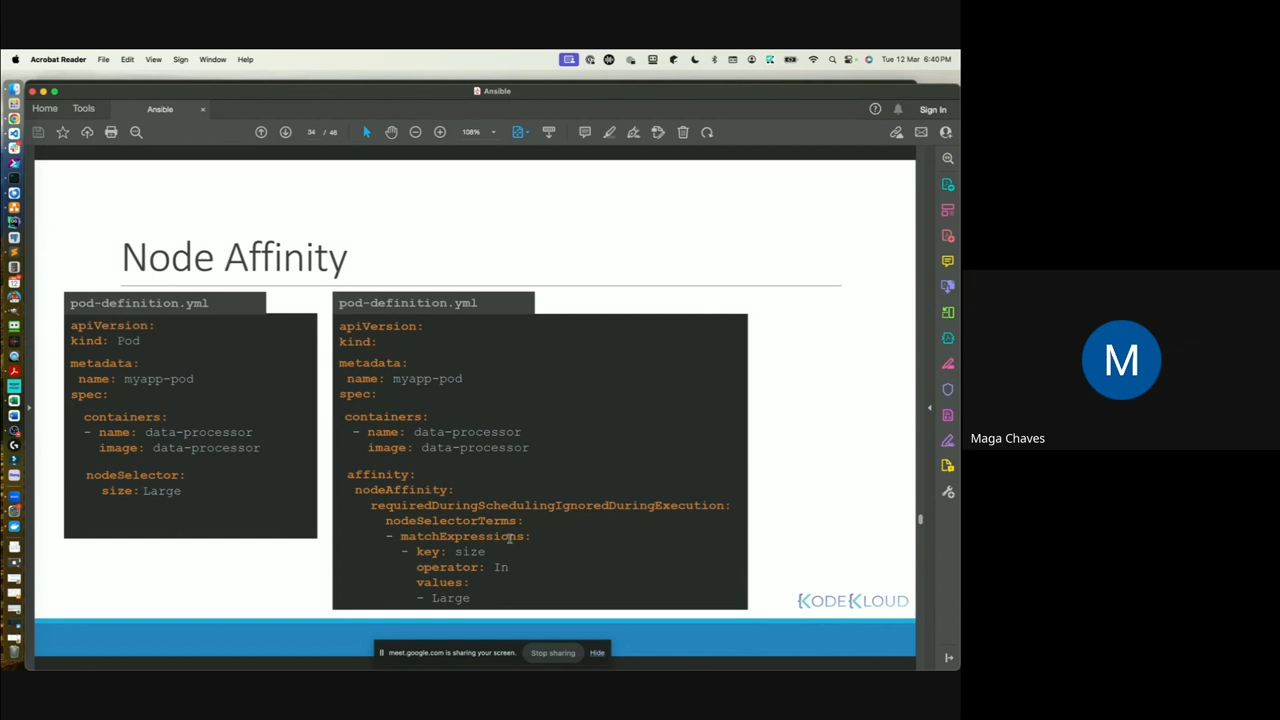 Acrobat Reader File Edit View Sign Window Help
Tue 12 Mar 6:40PM
Ansible
Home Tools Ansible ×
Sign In
34 / 46
108%
Node Affinity
pod-definition.yml
apiVersion:
kind: Pod
metadata:
name: myapp-pod
spec:
containers:
- name: data-processor
image: data-processor
nodeSelector:
size: Large
pod-definition.yml
apiVersion:
kind:
metadata:
name: myapp-pod
spec:
containers:
- name: data-processor
image: data-processor
affinity:
nodeAffinity:
requiredDuringSchedulingIgnoredDuringExecution:
nodeSelectorTerms:
- matchExpressions:
- key: size
operator: In
values:
- Large
KODEKLOUD
meet.google.com is sharing your screen. Stop sharing Hide
M
Maga Chaves